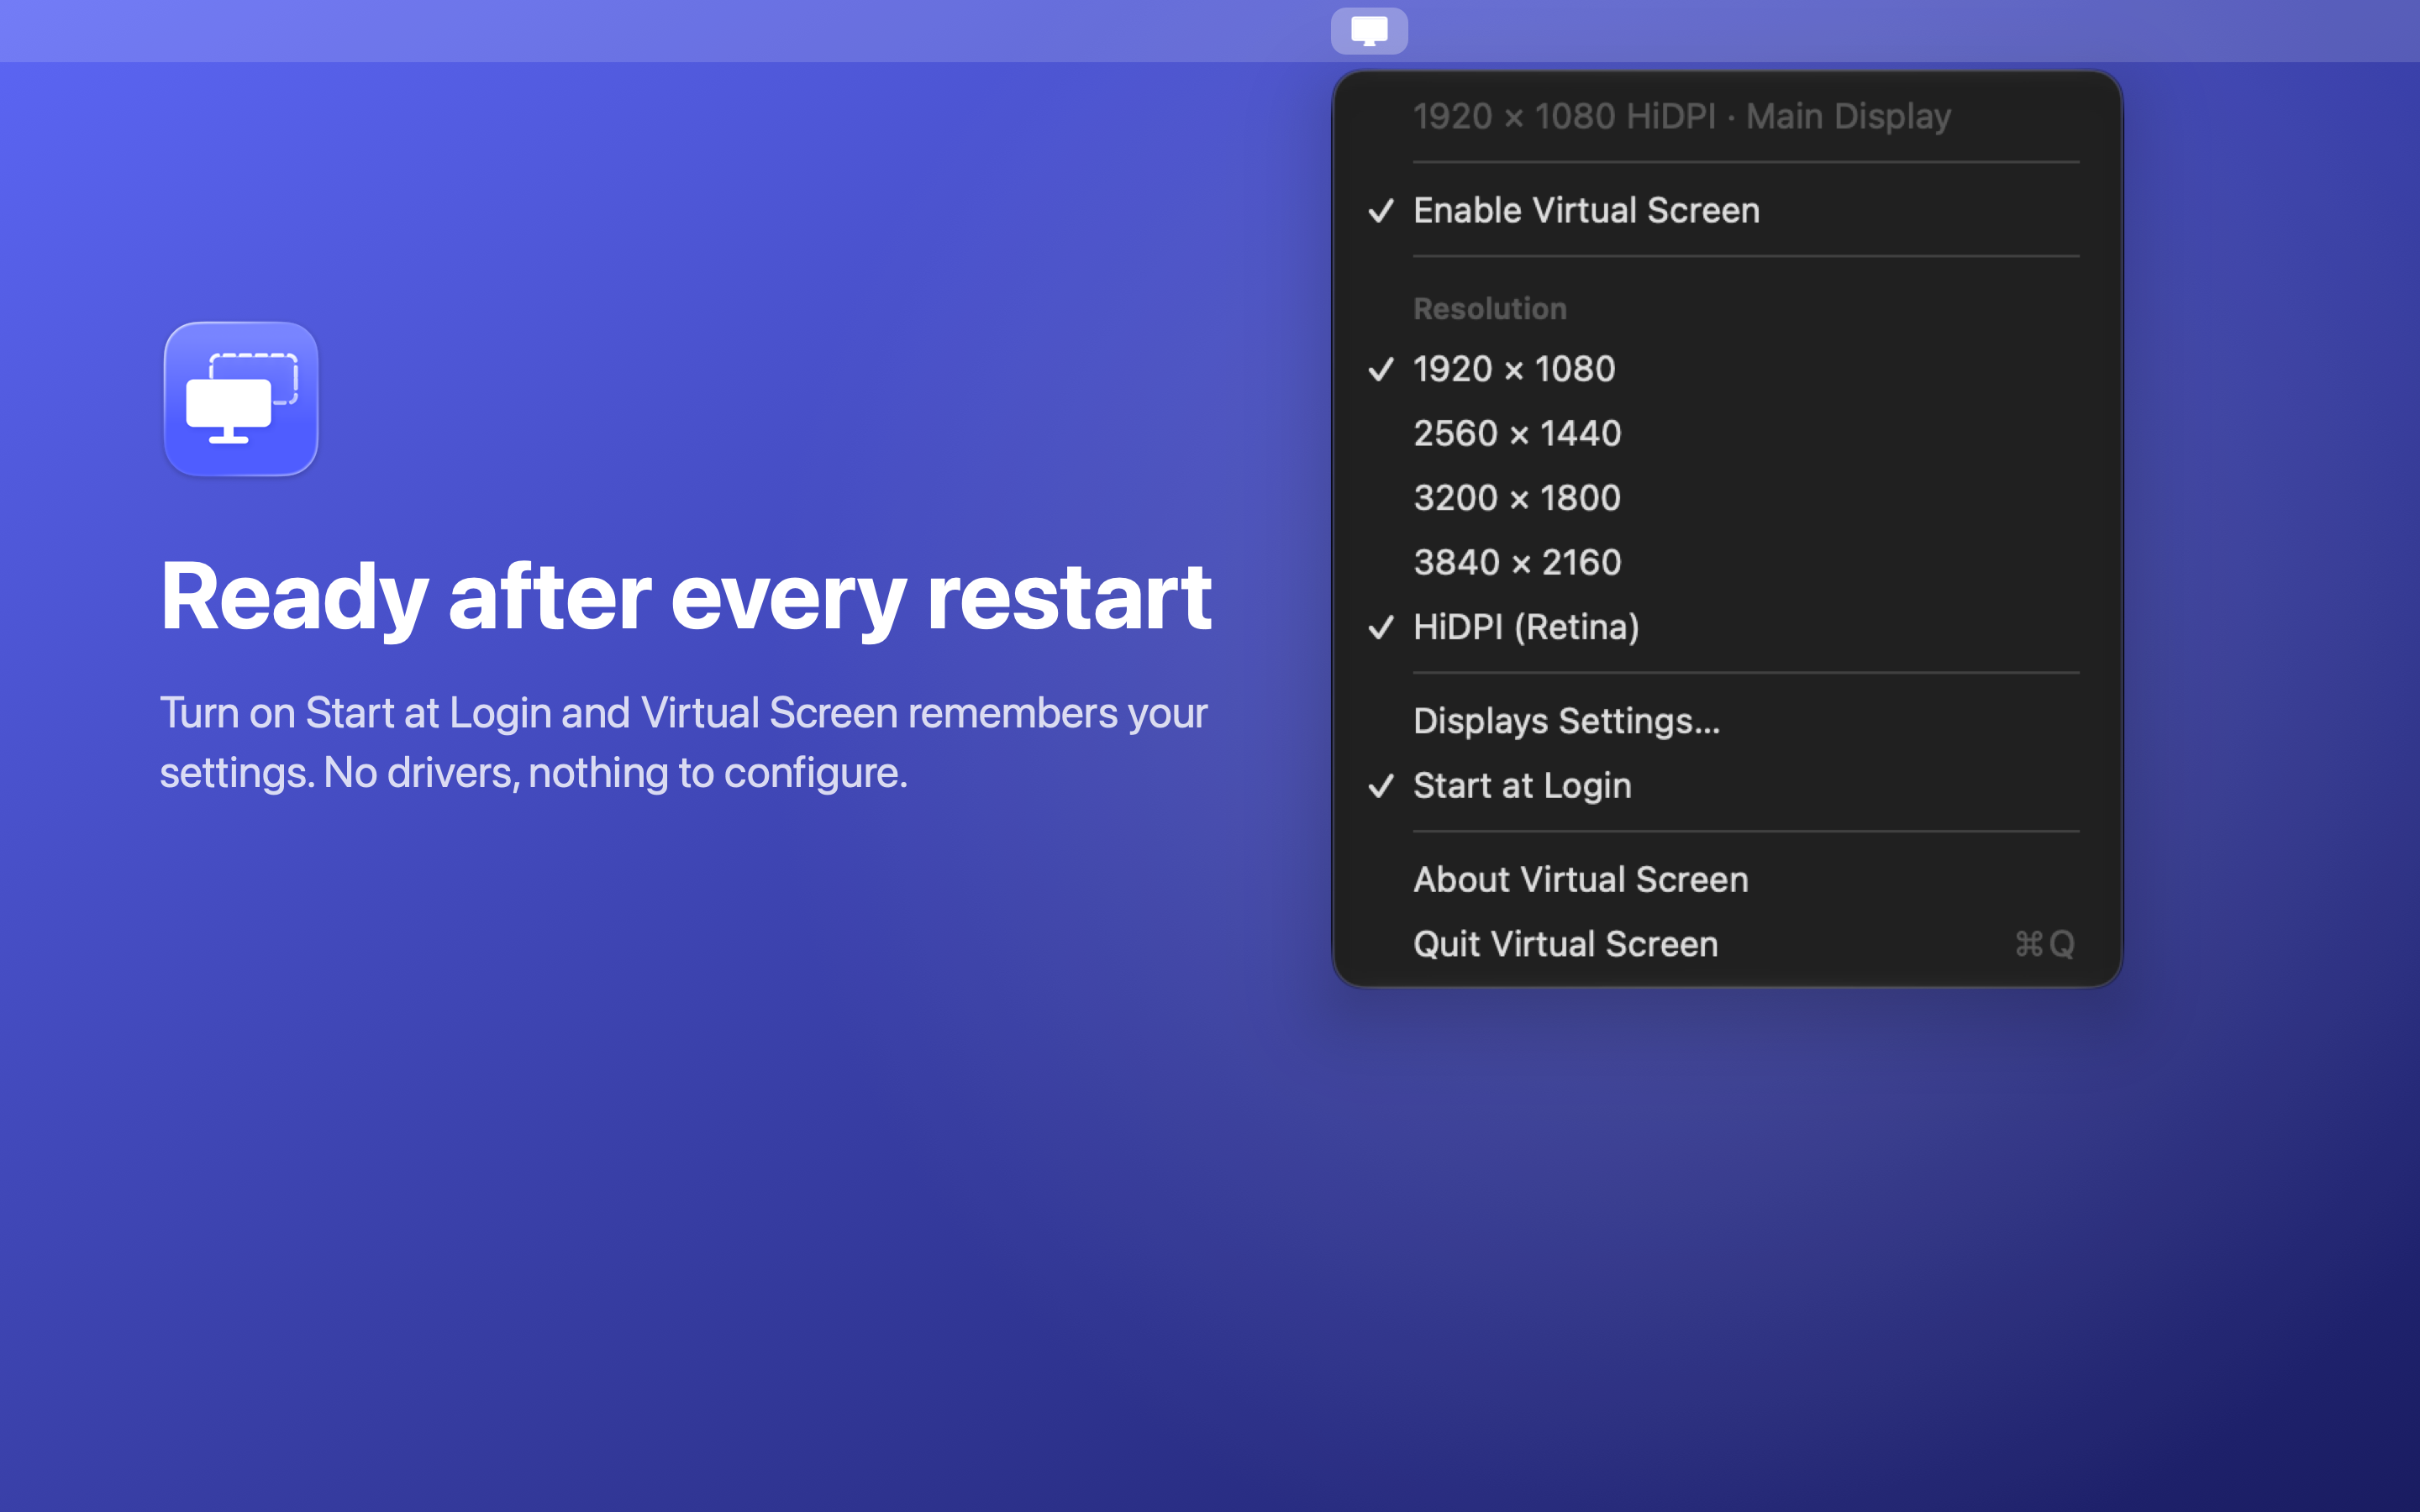 Ready after every restart
Turn on Start at Login and Virtual Screen remembers your
settings. No drivers, nothing to configure.
1920 × 1080 HiDPI · Main Display
✓ Enable Virtual Screen
Resolution
✓ 1920 × 1080
2560 × 1440
3200 × 1800
3840 × 2160
✓ HiDPI (Retina)
Displays Settings...
✓ Start at Login
About Virtual Screen
Quit Virtual Screen ⌘Q